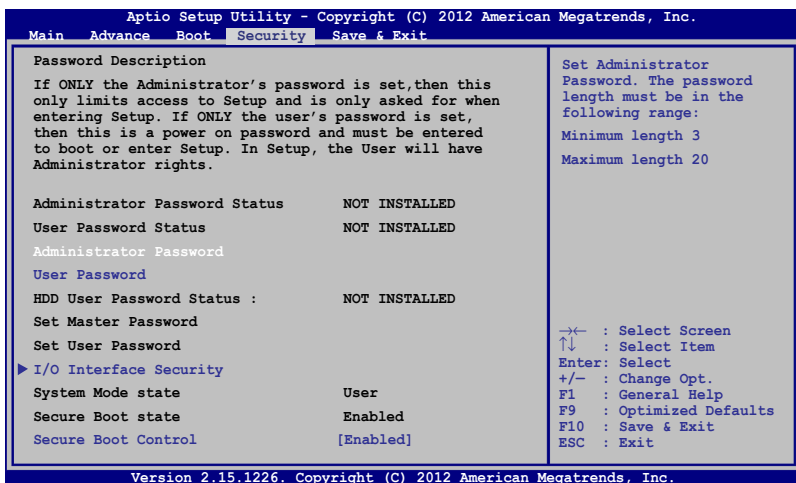 Aptio Setup Utility - Copyright (C) 2012 American Megatrends, Inc.
Main Advance Boot Security Save & Exit
Password Description
If ONLY the Administrator's password is set,then this
only limits access to Setup and is only asked for when
entering Setup. If ONLY the user's password is set,
then this is a power on password and must be entered
to boot or enter Setup. In Setup, the User will have
Administrator rights.
Administrator Password Status NOT INSTALLED
User Password Status NOT INSTALLED
Administrator Password
User Password
HDD User Password Status : NOT INSTALLED
Set Master Password
Set User Password
I/O Interface Security
System Mode state User
Secure Boot state Enabled
Secure Boot Control [Enabled]
Set Administrator
Password. The password
length must be in the
following range:
Minimum length 3
Maximum length 20
→← : Select Screen
↑↓ : Select Item
Enter: Select
+/— : Change Opt.
F1 : General Help
F9 : Optimized Defaults
F10 : Save & Exit
ESC : Exit
Version 2.15.1226. Copyright (C) 2012 American Megatrends, Inc.